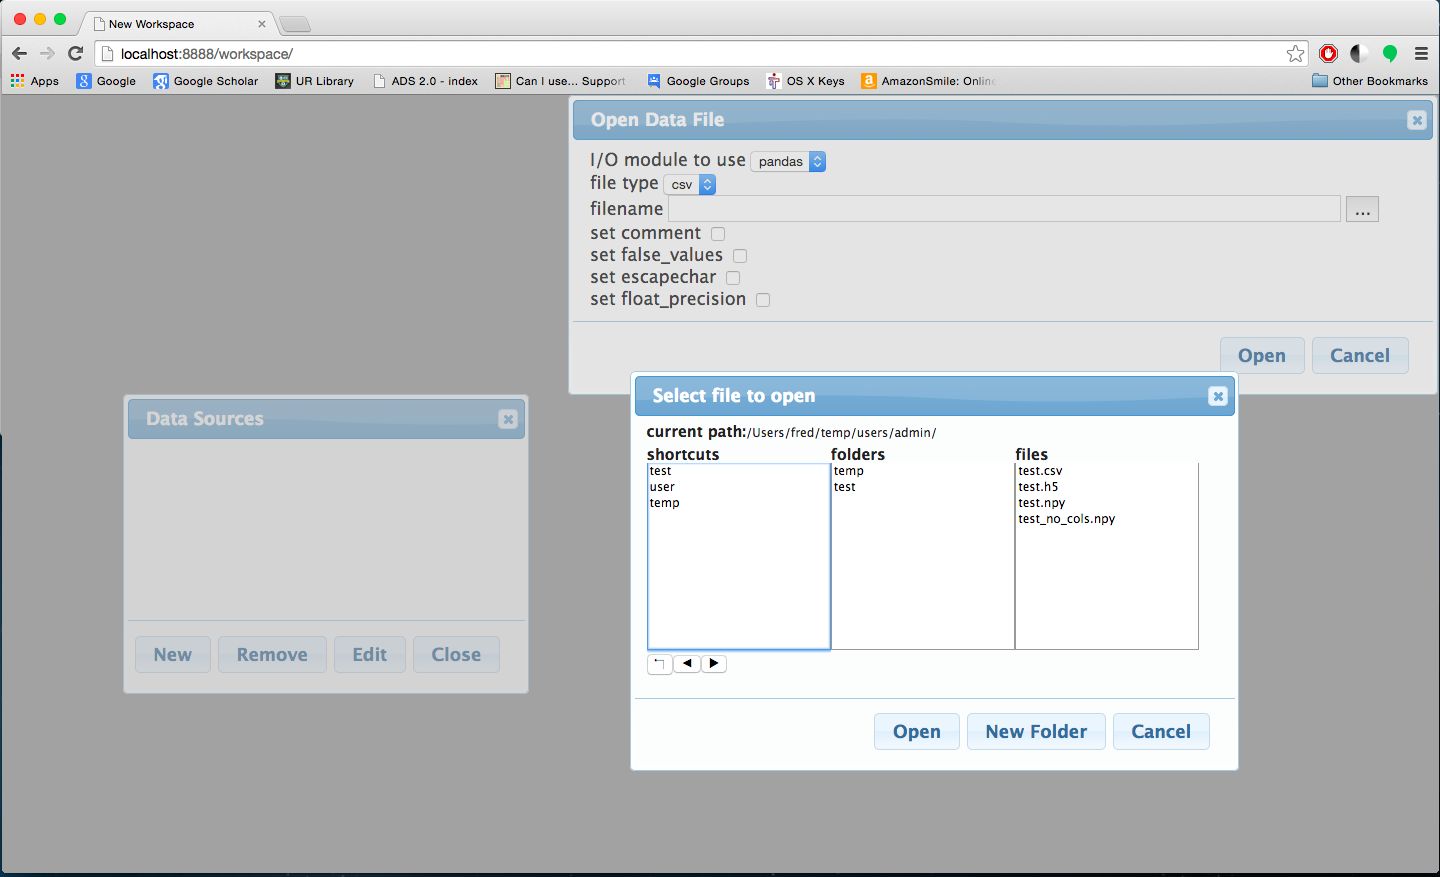 New Workspace
localhost:8888/workspace/
Apps Google Google Scholar UR Library ADS 2.0 - index Can I use... Support Google Groups OS X Keys AmazonSmile: Online Other Bookmarks
Open Data File
I/O module to use pandas
file type csv
filename ...
set comment
set false_values
set escapechar
set float_precision
Open Cancel
Data Sources
New Remove Edit Close
Select file to open
current path:/Users/fred/temp/users/admin/
shortcuts folders files
test temp test.csv
user test test.h5
temp test.npy
test_no_cols.npy
Open New Folder Cancel